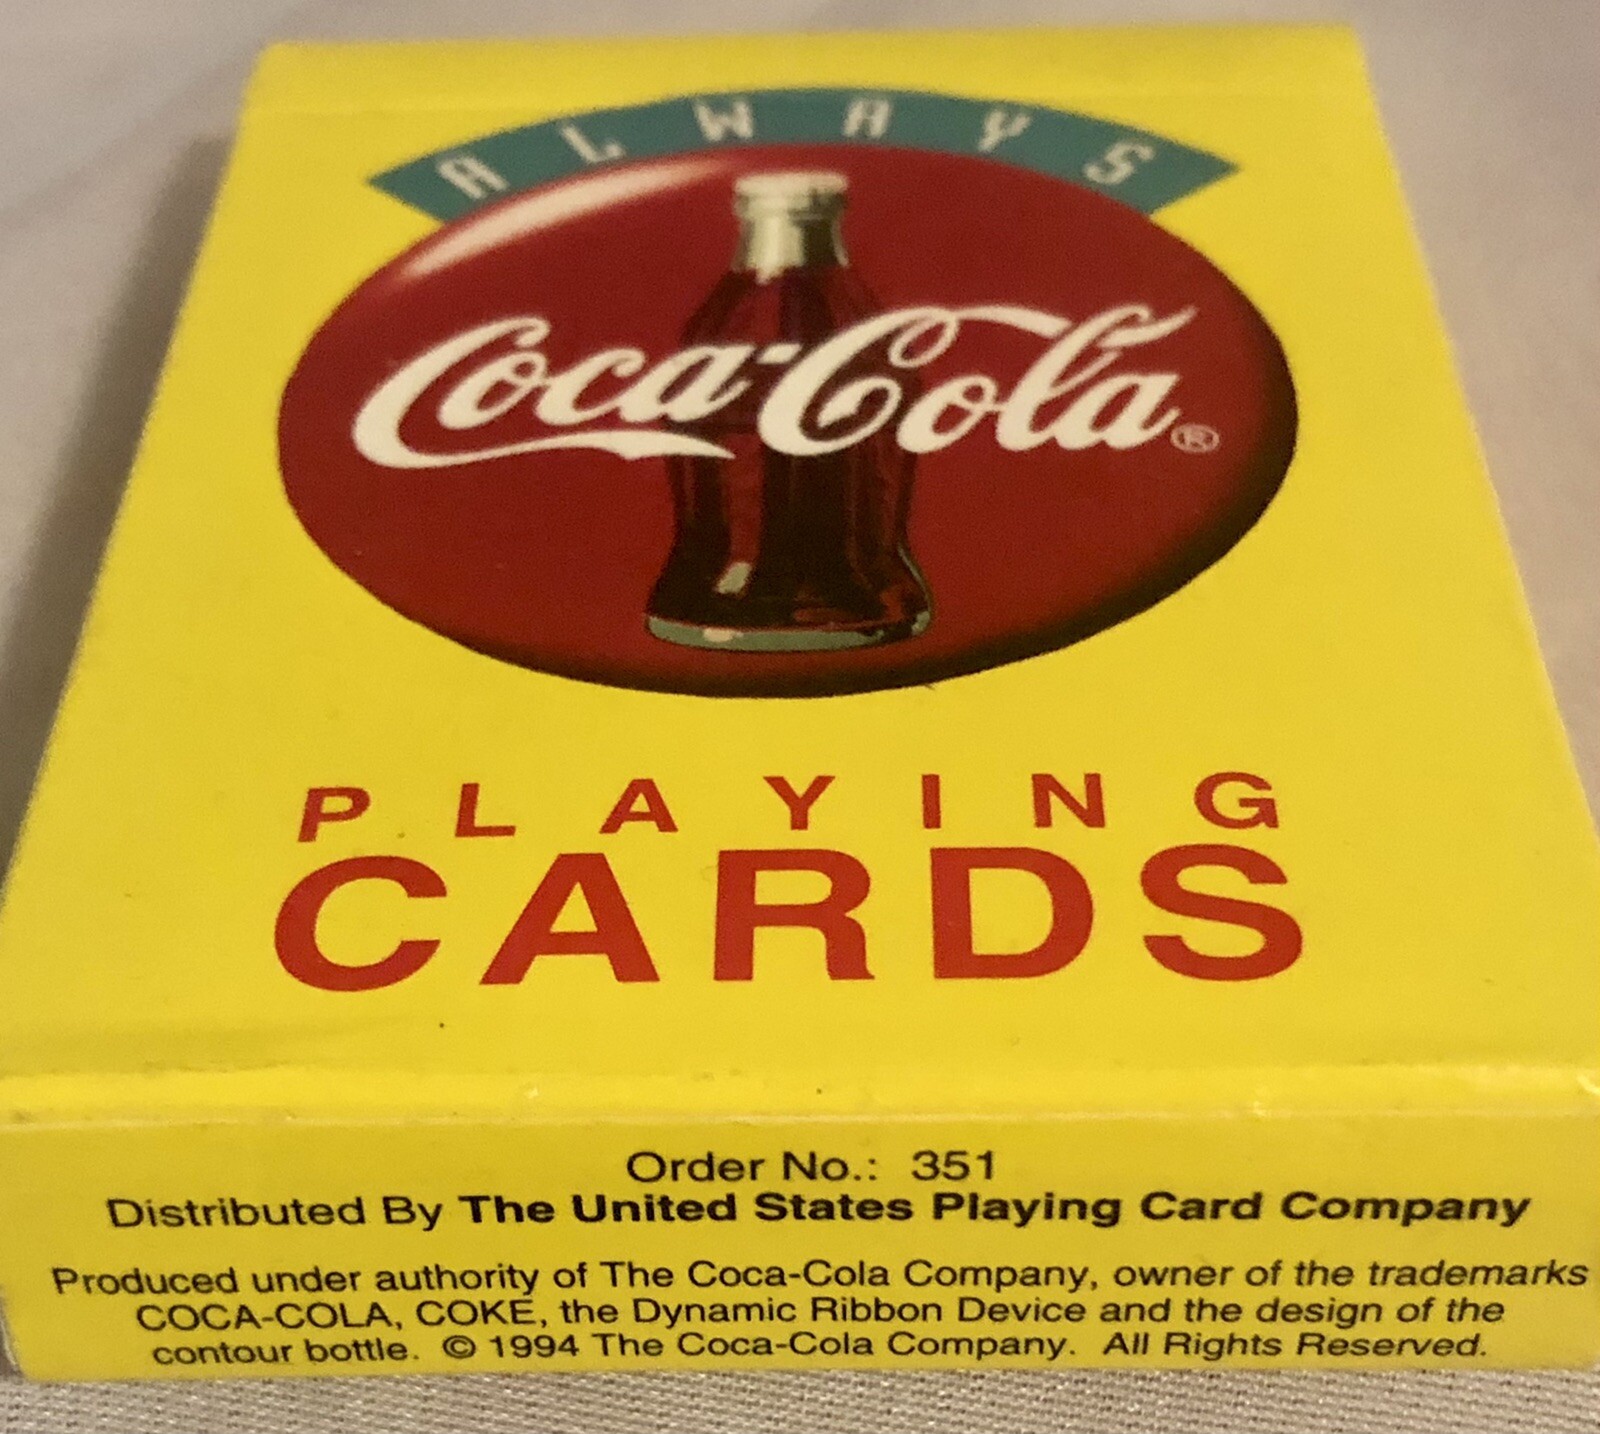 ALWAYS
Coca-Cola®
PLAYING
CARDS
Order No.: 351
Distributed By The United States Playing Card Company
Produced under authority of The Coca-Cola Company, owner of the trademarks
COCA-COLA, COKE, the Dynamic Ribbon Device and the design of the
contour bottle. © 1994 The Coca-Cola Company. All Rights Reserved.